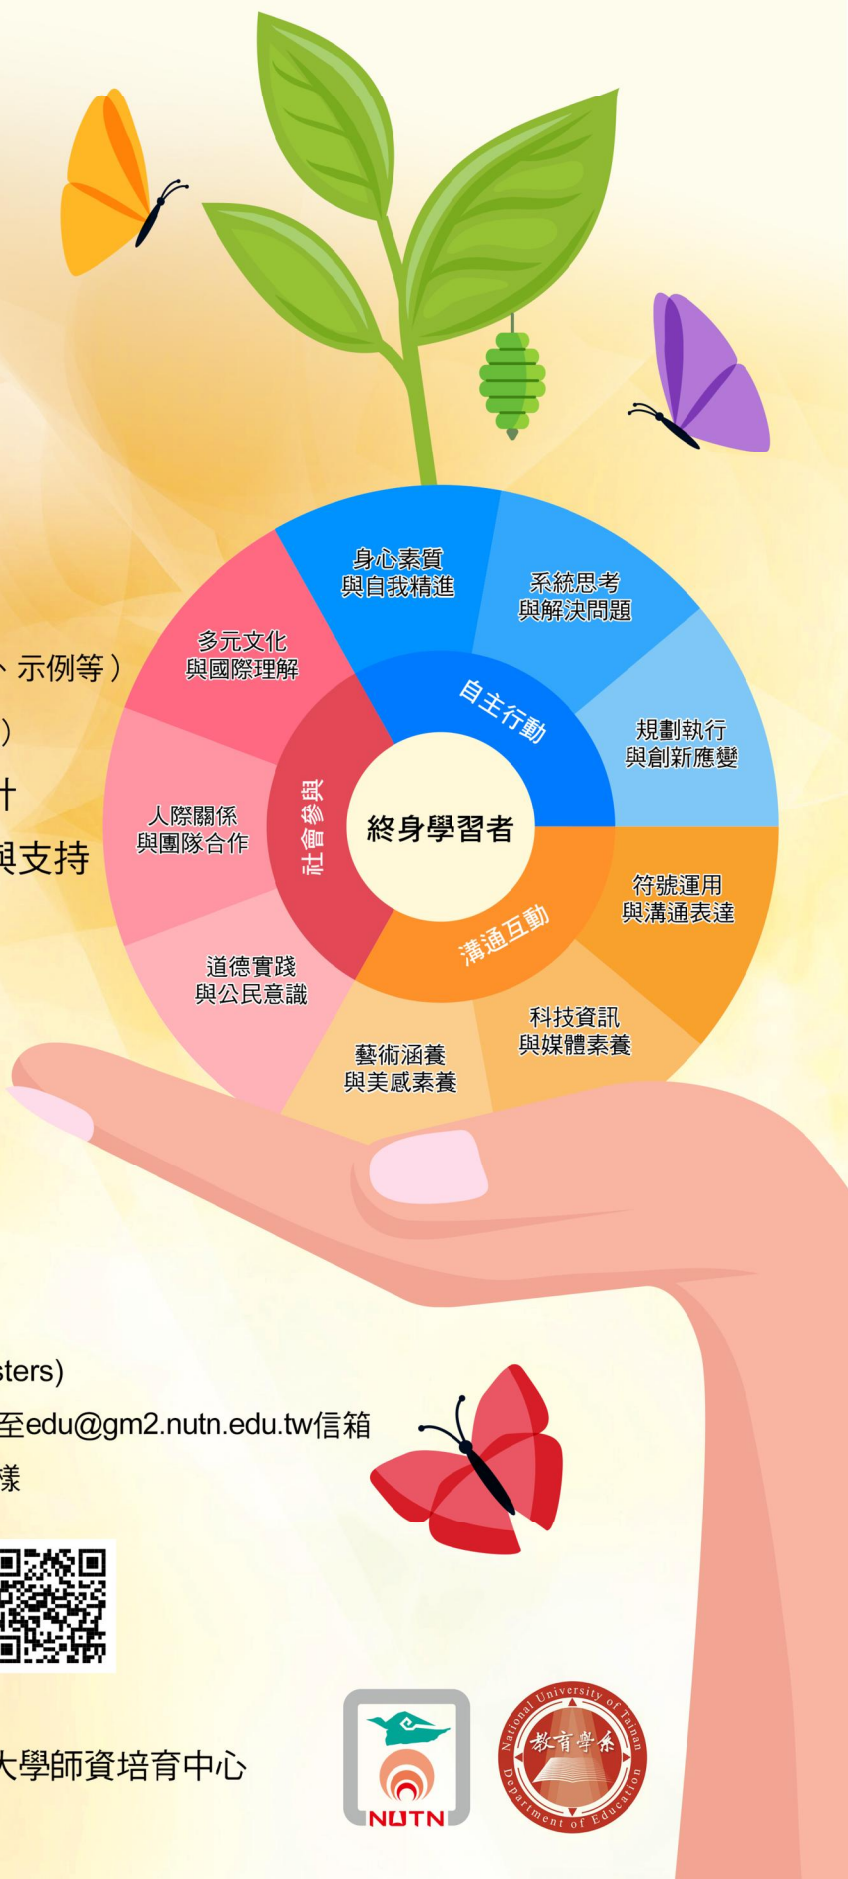 身心素質
與自我精進
系統思考
與解決問題
多元文化
與國際理解
、示例等）
自主行動
）
規劃執行
與創新應變
計
人際關係
與團隊合作
社會參與
終身學習者
與支持
符號運用
與溝通表達
溝通互動
道德實踐
與公民意識
科技資訊
與媒體素養
藝術涵養
與美感素養
sters)
至edu@gm2.nutn.edu.tw信箱
樣
大學師資培育中心
NUTN
National University of Tainan
教育學系
Department of Education